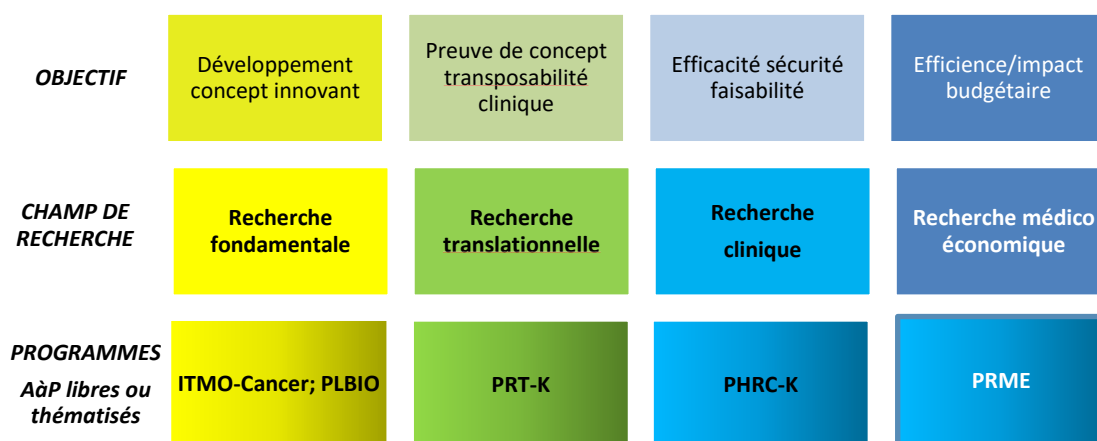 OBJECTIF
Développement
concept innovant
Preuve de concept
transposabilité
clinique
Efficacité sécurité
faisabilité
Efficience/impact
budgétaire
CHAMP DE
RECHERCHE
Recherche
fondamentale
Recherche
translationnelle
Recherche
clinique
Recherche médico
économique
PROGRAMMES
AàP libres ou
thématisés
ITMO-Cancer; PLBIO
PRT-K
PHRC-K
PRME